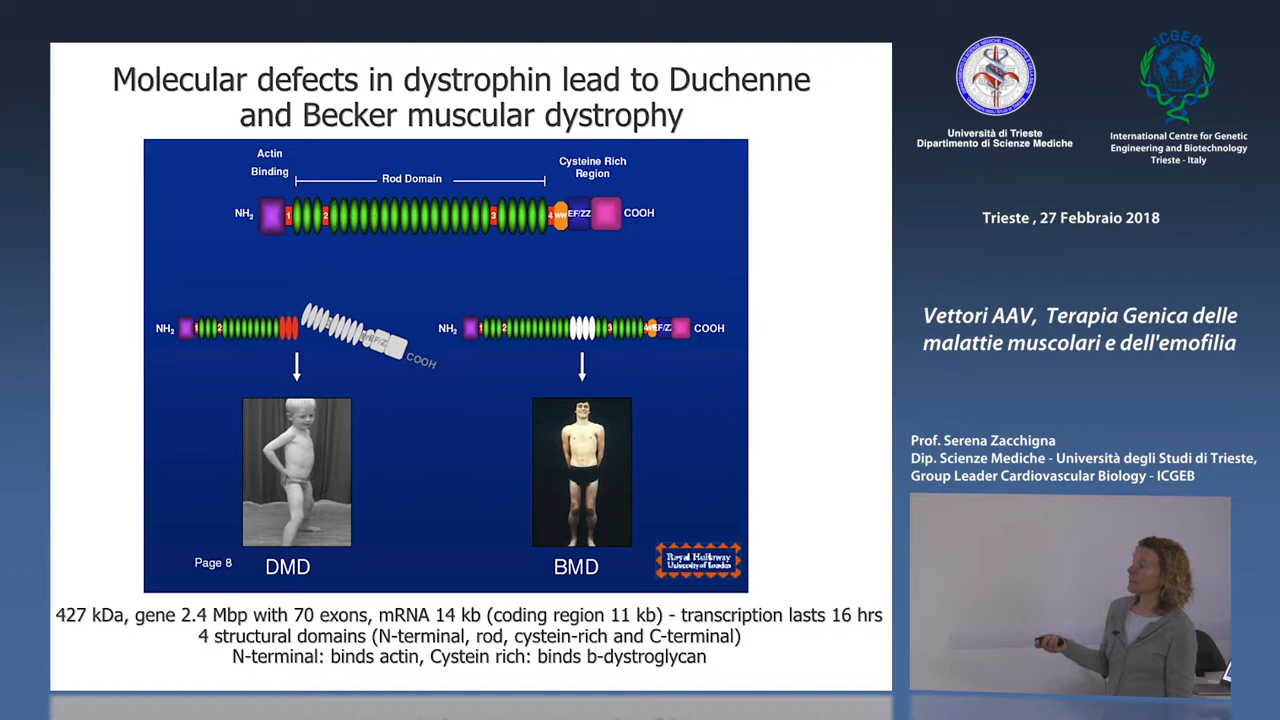 Molecular defects in dystrophin lead to Duchenne
and Becker muscular dystrophy
Actin
Binding
Rod Domain
Cysteine Rich
Region
NH2
1
2
3
4
WW
EF/ZZ
COOH
NH2
1
2
COOH
NH2
1
2
3
COOH
Page 8
DMD
BMD
Royal Holloway
University of London
427 kDa, gene 2.4 Mbp with 70 exons, mRNA 14 kb (coding region 11 kb) - transcription lasts 16 hrs
4 structural domains (N-terminal, rod, cystein-rich and C-terminal)
N-terminal: binds actin, Cystein rich: binds b-dystroglycan
ICGEB
Università di Trieste
Dipartimento di Scienze Mediche
International Centre for Genetic
Engineering and Biotechnology
Trieste - Italy
Trieste , 27 Febbraio 2018
Vettori AAV, Terapia Genica delle
malattie muscolari e dell'emofilia
Prof. Serena Zacchigna
Dip. Scienze Mediche - Università degli Studi di Trieste,
Group Leader Cardiovascular Biology - ICGEB